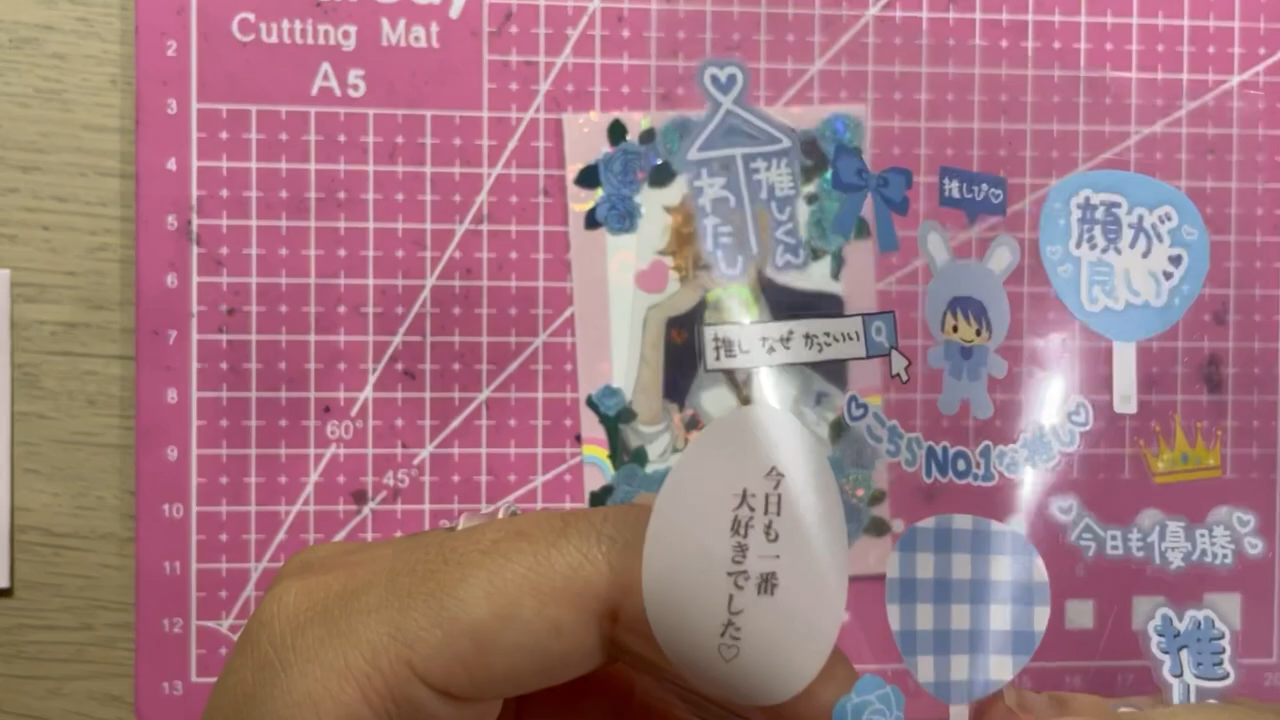 Cutting Mat
A5
2
3
4
5
6
7
8
9
10
11
12
13
60°
45°
推しくん
わたし
推しぴ♡
顔が
良い
推し なぜ かっこいい
こちらNO.1な推し
今日も優勝
推
今日も一番
大好きでした♡